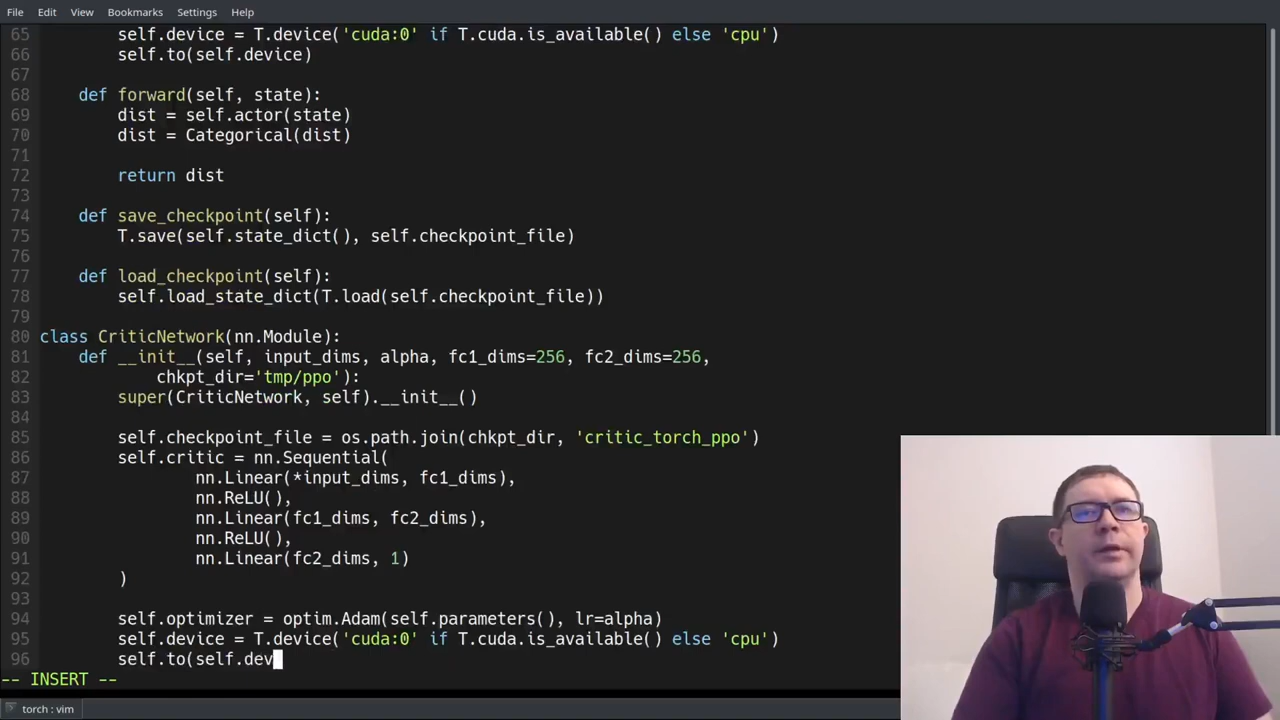 File Edit View Bookmarks Settings Help
65 self.device = T.device('cuda:0' if T.cuda.is_available() else 'cpu')
66 self.to(self.device)
67
68 def forward(self, state):
69 dist = self.actor(state)
70 dist = Categorical(dist)
71
72 return dist
73
74 def save_checkpoint(self):
75 T.save(self.state_dict(), self.checkpoint_file)
76
77 def load_checkpoint(self):
78 self.load_state_dict(T.load(self.checkpoint_file))
79
80 class CriticNetwork(nn.Module):
81 def __init__(self, input_dims, alpha, fc1_dims=256, fc2_dims=256,
82 chkpt_dir='tmp/ppo'):
83 super(CriticNetwork, self).__init__()
84
85 self.checkpoint_file = os.path.join(chkpt_dir, 'critic_torch_ppo')
86 self.critic = nn.Sequential(
87 nn.Linear(*input_dims, fc1_dims),
88 nn.ReLU(),
89 nn.Linear(fc1_dims, fc2_dims),
90 nn.ReLU(),
91 nn.Linear(fc2_dims, 1)
92 )
93
94 self.optimizer = optim.Adam(self.parameters(), lr=alpha)
95 self.device = T.device('cuda:0' if T.cuda.is_available() else 'cpu')
96 self.to(self.dev
-- INSERT --
torch : vim